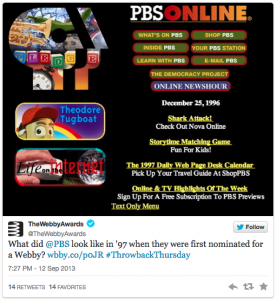 PBS ONLINE®
WHAT'S ON PBS
SHOP PBS
INSIDE PBS
YOUR PBS STATION
LEARN WITH PBS
E-MAIL PBS
THE DEMOCRACY PROJECT
ONLINE NEWSHOUR
WELCOME
December 25, 1996
Shark Attack!
Check Out Nova Online
Theodore
Tugboat
Storytime Matching Game
Fun For Kids!
Life on the Internet
The 1997 Daily Web Page Desk Calendar
Pick Up Your Travel Guide At ShopPBS
Online & TV Highlights Of The Week
Sign Up For A Free Subscription To PBS Previews
Text Only Menu
TheWebbyAwards
@TheWebbyAwards
Follow
What did @PBS look like in '97 when they were first nominated for
a Webby? wbby.co/poJR #ThrowbackThursday
7:27 PM - 12 Sep 2013
14 RETWEETS 14 FAVORITES